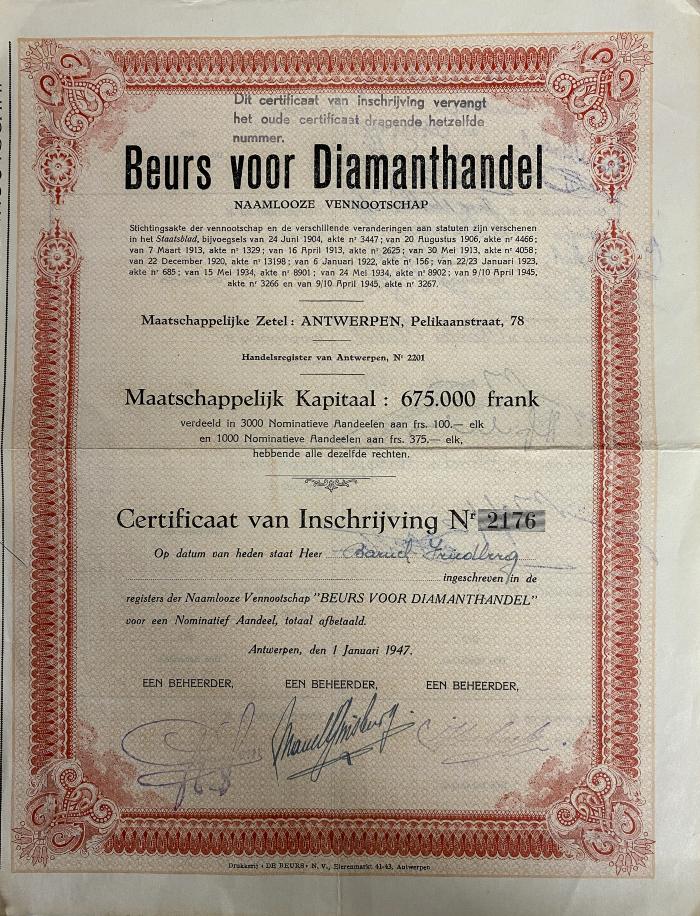 Dit certificaat van inschrijving vervangt
het oude certificaat dragende hetzelfde
nummer.
Beurs voor Diamanthandel
NAAMLOOZE VENNOOTSCHAP
Stichtingsakte der vennootschap en de verschillende veranderingen aan statuten zijn verschenen
in het Staatsblad, bijvoegsels van 24 Juni 1904, akte nr 3447; van 20 Augustus 1906, akte nr 4466;
van 7 Maart 1913, akte nr 1329; van 16 April 1913, akte nr 2625; van 30 Mei 1913, akte nr 4058;
van 22 December 1920, akte nr 13198; van 6 Januari 1922, akte nr 156; van 22/23 Januari 1923,
akte nr 685; van 15 Mei 1934, akte nr 8901; van 24 Mei 1934, akte nr 8902; van 9/10 April 1945,
akte nr 3266 en van 9/10 April 1945, akte nr 3267.
Maatschappelijke Zetel: ANTWERPEN, Pelikaanstraat, 78
Handelsregister van Antwerpen, Nr 2201
Maatschappelijk Kapitaal: 675.000 frank
verdeeld in 3000 Nominatieve Aandeelen aan frs. 100.— elk
en 1000 Nominatieve Aandeelen aan frs. 375.— elk,
hebbende alle dezelfde rechten.
Certificaat van Inschrijving Nr 2176
Op datum van heden staat Heer Baruch Friedberg
ingeschreven in de
registers der Naamlooze Vennootschap "BEURS VOOR DIAMANTHANDEL"
voor een Nominatief Aandeel, totaal afbetaald.
Antwerpen, den 1 Januari 1947.
EEN BEHEERDER, EEN BEHEERDER, EEN BEHEERDER,
Drukkerij « DE BEURS » N. V., Eierenmarkt 41-43, Antwerpen